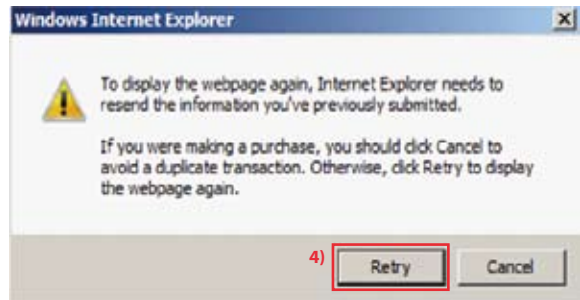 Windows Internet Explorer
To display the webpage again, Internet Explorer needs to
resend the information you've previously submitted.
If you were making a purchase, you should click Cancel to
avoid a duplicate transaction. Otherwise, click Retry to display
the webpage again.
4) Retry Cancel